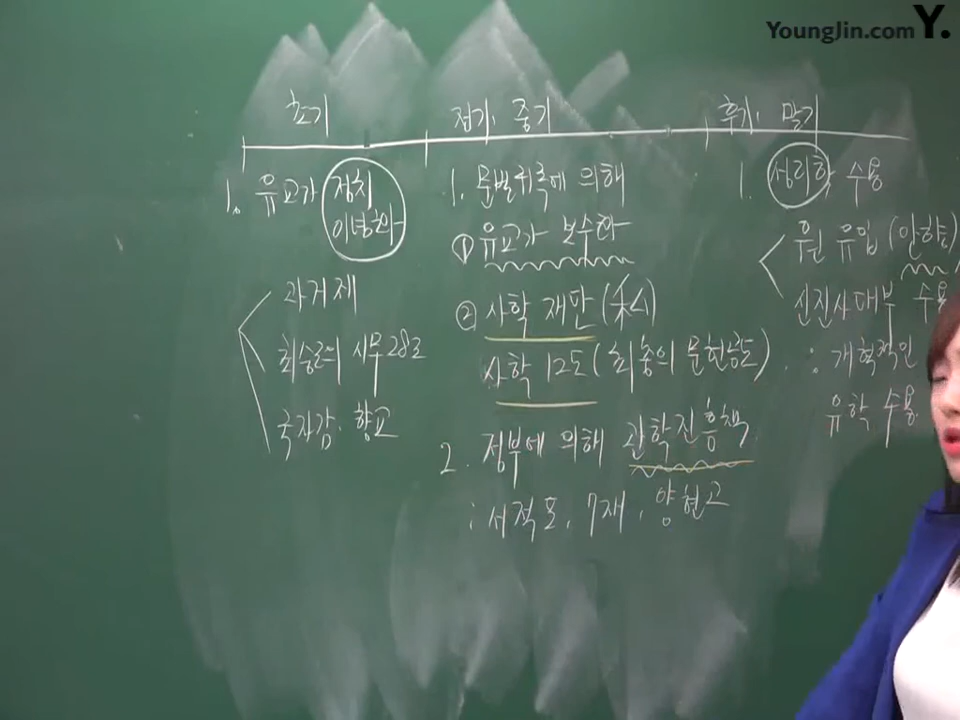 YoungJin.com Y.
초기
전기, 중기
후기, 말기
1. 유교가 정치
이념화
과거제
최승로의 시무28조
국자감, 향교
1. 문벌귀족에 의해
① 유교가 보수화
② 사학 재판(私)
사학 12도(최충의 문헌공도)
2. 정부에 의해 관학진흥책
: 서적포, 7재, 양현고
1. 성리학 수용
우원 유입 (안향)
신진사대부 수용
: 개혁적인
유학 수용